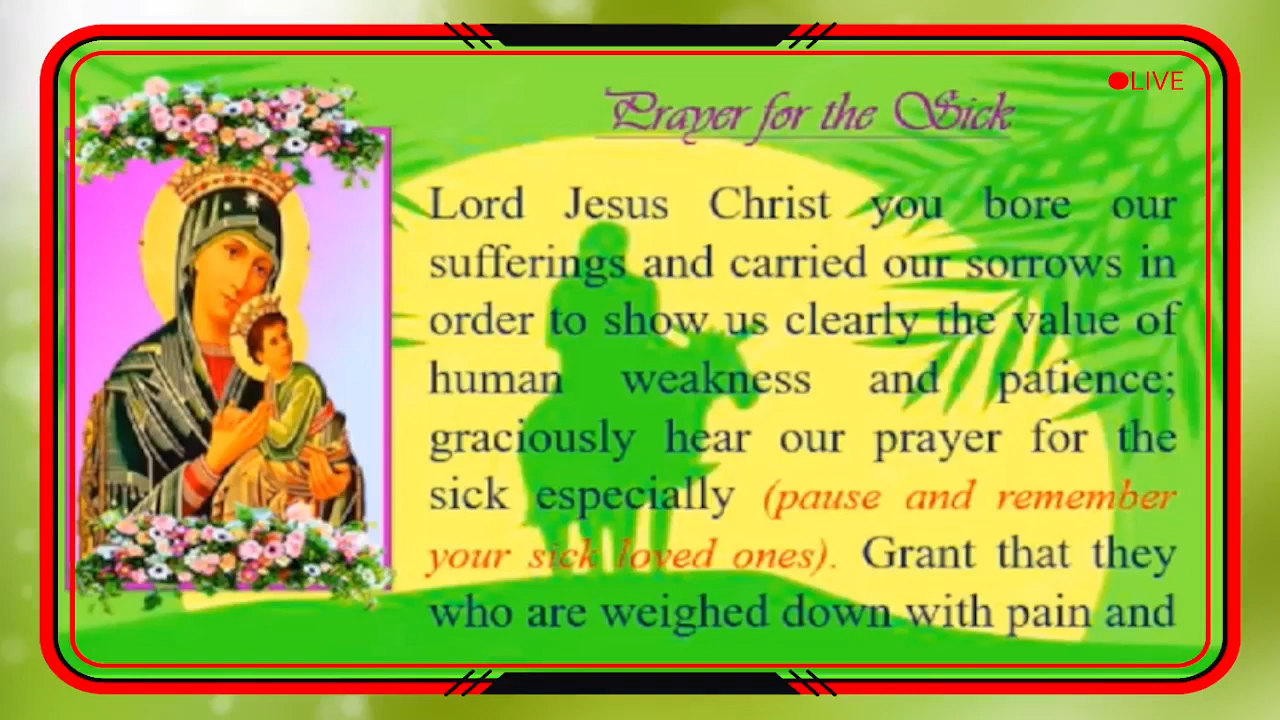 LIVE
Prayer for the Sick
Lord Jesus Christ you bore our
sufferings and carried our sorrows in
order to show us clearly the value of
human weakness and patience;
graciously hear our prayer for the
sick especially (pause and remember
your sick loved ones). Grant that they
who are weighed down with pain and